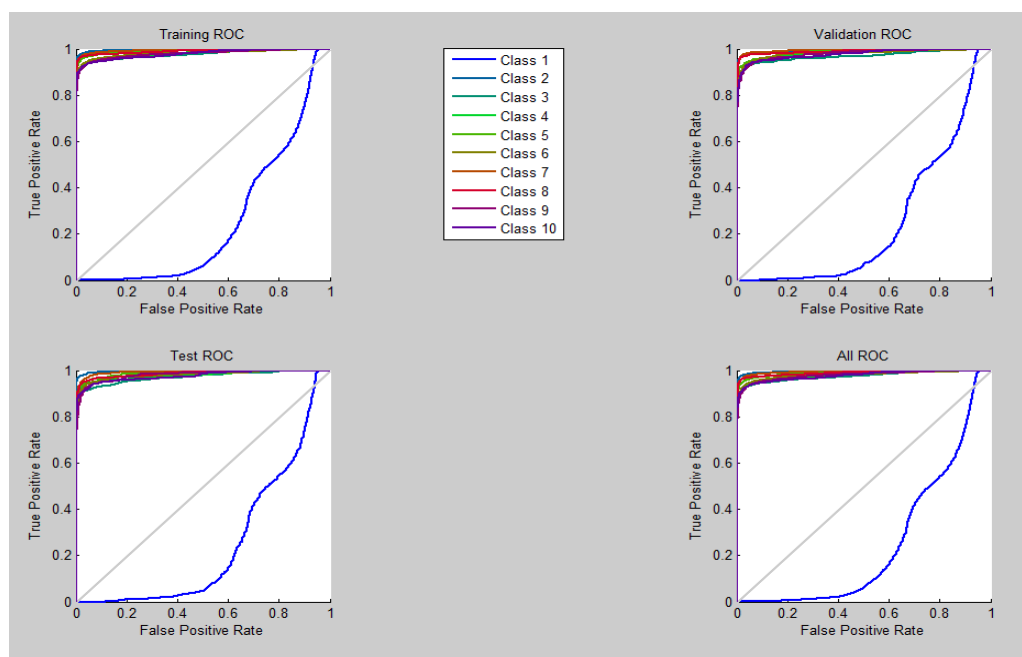 Training ROC
1
0.8
0.6
0.4
0.2
0
True Positive Rate
0 0.2 0.4 0.6 0.8 1
False Positive Rate
Class 1
Class 2
Class 3
Class 4
Class 5
Class 6
Class 7
Class 8
Class 9
Class 10
Validation ROC
1
0.8
0.6
0.4
0.2
0
True Positive Rate
0 0.2 0.4 0.6 0.8 1
False Positive Rate
Test ROC
1
0.8
0.6
0.4
0.2
0
True Positive Rate
0 0.2 0.4 0.6 0.8 1
False Positive Rate
All ROC
1
0.8
0.6
0.4
0.2
0
True Positive Rate
0 0.2 0.4 0.6 0.8 1
False Positive Rate